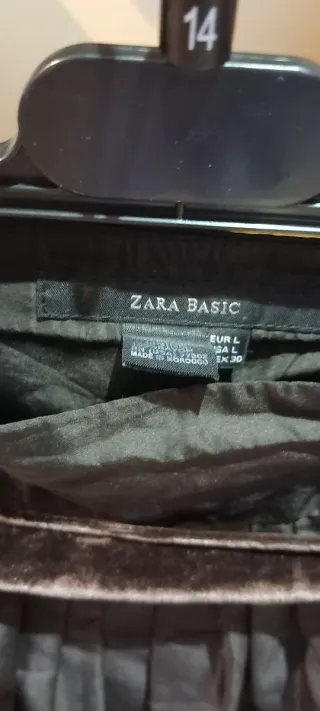 14
ZARA BASIC
EUR L
USA L
MEX 30
MADE IN MOROCCO